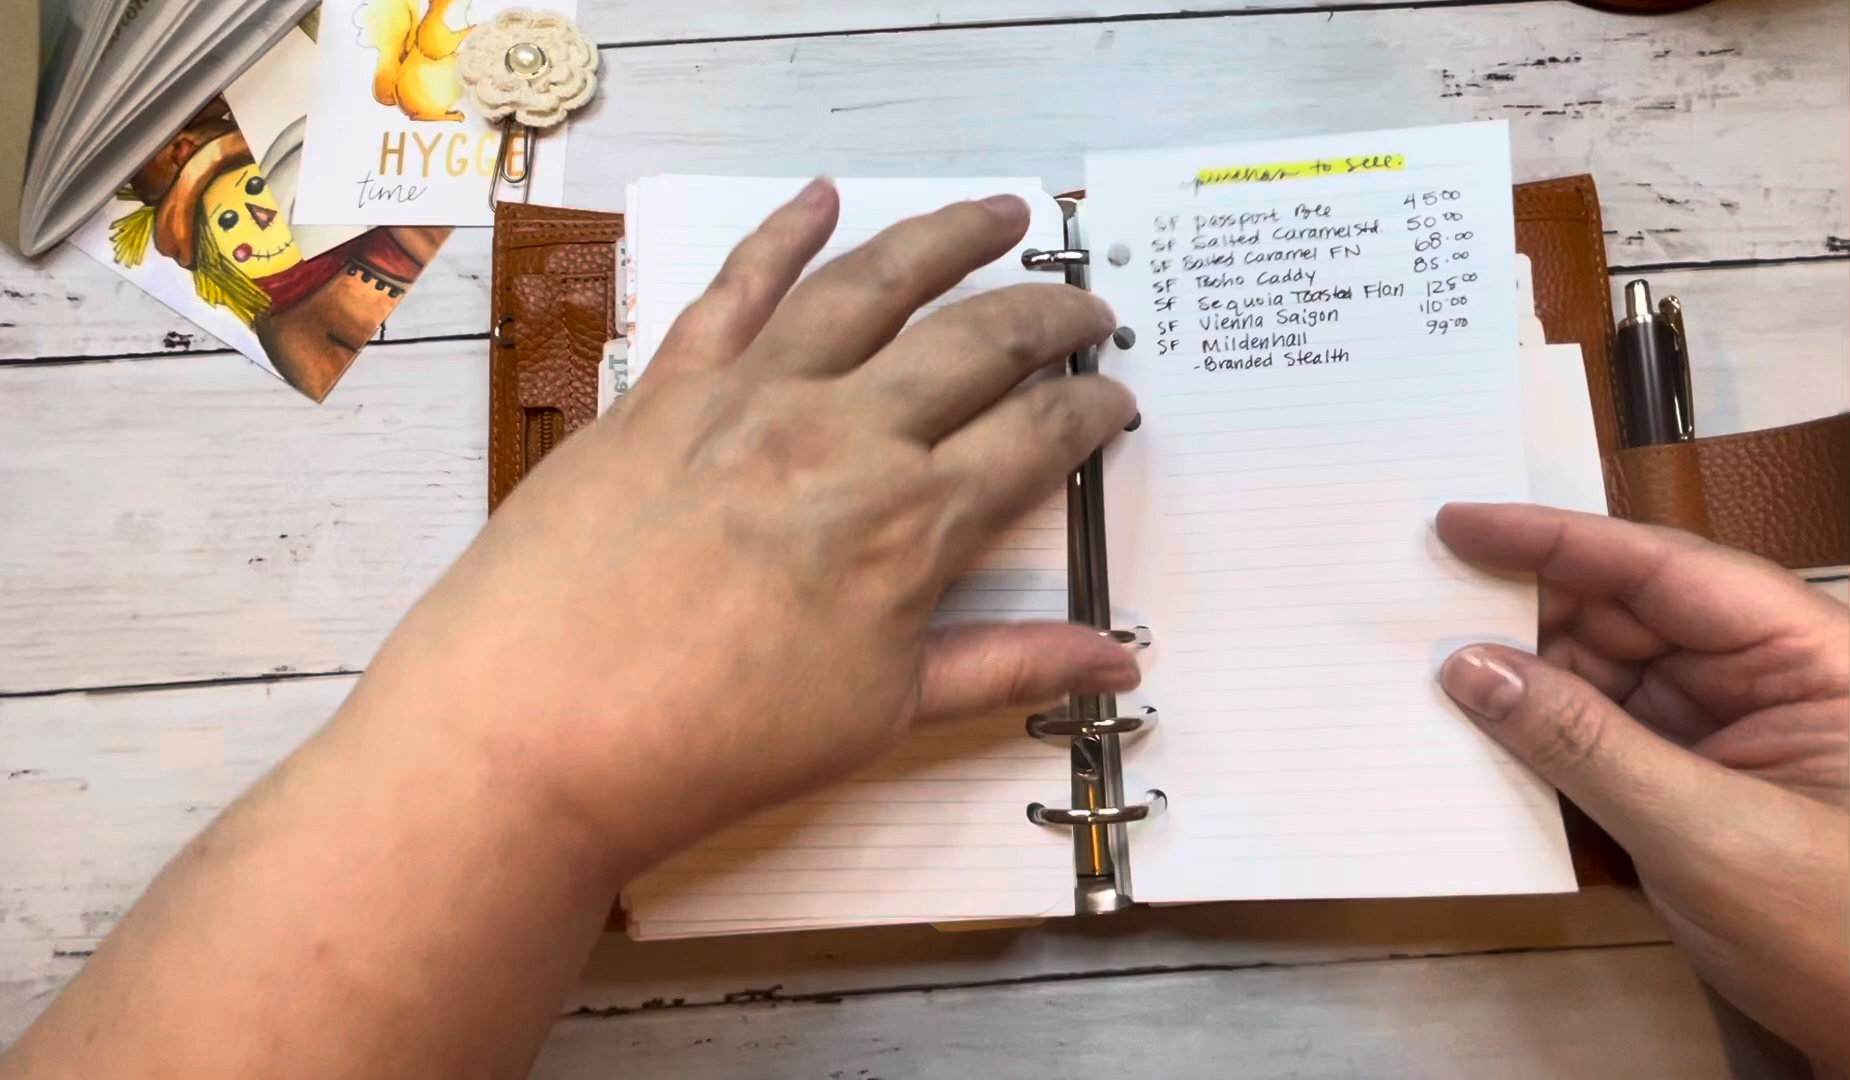 HYGGE
time
to sell:
SF passport 45.00
SF Salted Caramel Std. 50.00
SF Salted Caramel FN 68.00
SF Boho Caddy 85.00
SF Sequoia Toasted Flan 125.00
SF Vienna Saigon 110.00
SF Mildenhall 99.00
-Branded Stealth